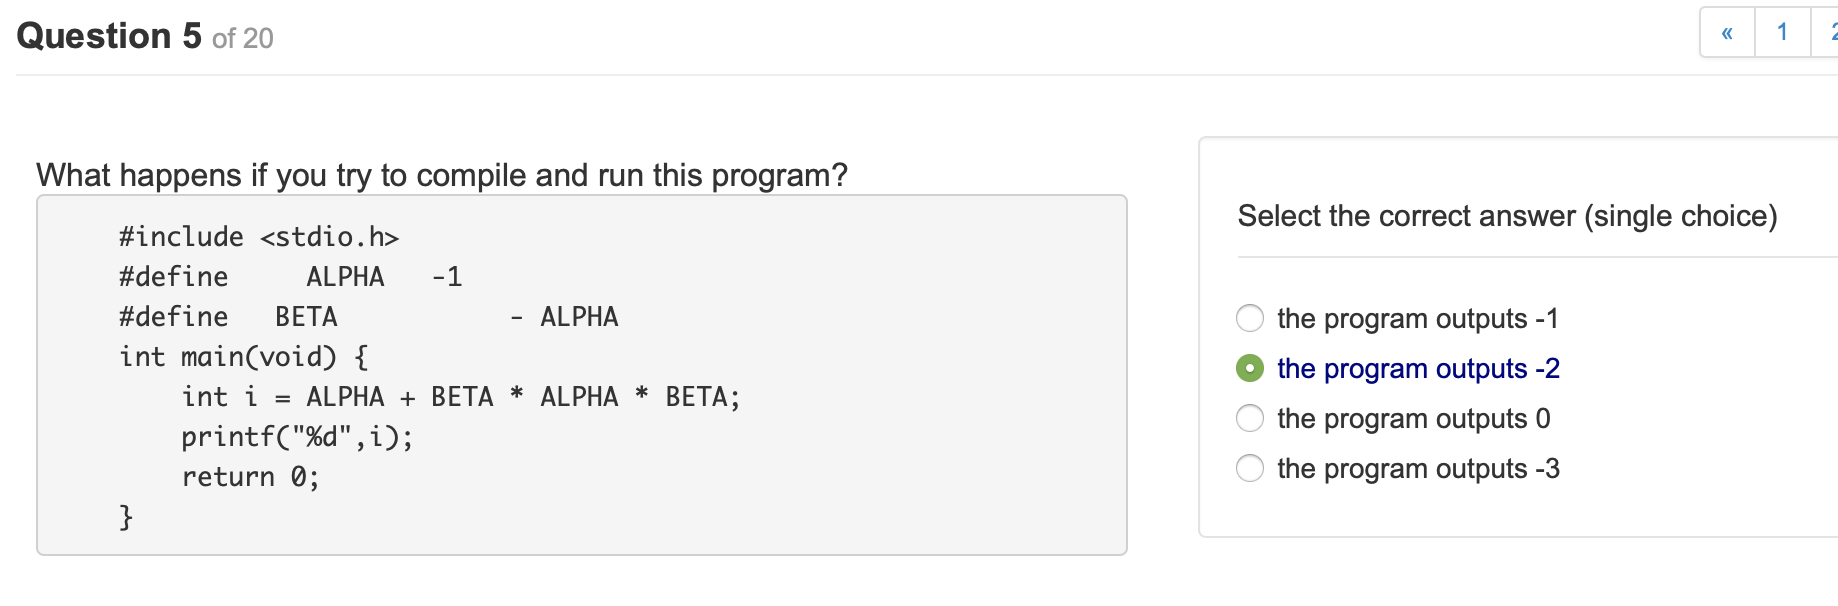 Question 5 of 20
« 1 2
What happens if you try to compile and run this program?
#include <stdio.h>
#define     ALPHA   -1
#define   BETA           - ALPHA
int main(void) {
    int i = ALPHA + BETA * ALPHA * BETA;
    printf("%d",i);
    return 0;
}
Select the correct answer (single choice)
the program outputs -1
the program outputs -2
the program outputs 0
the program outputs -3